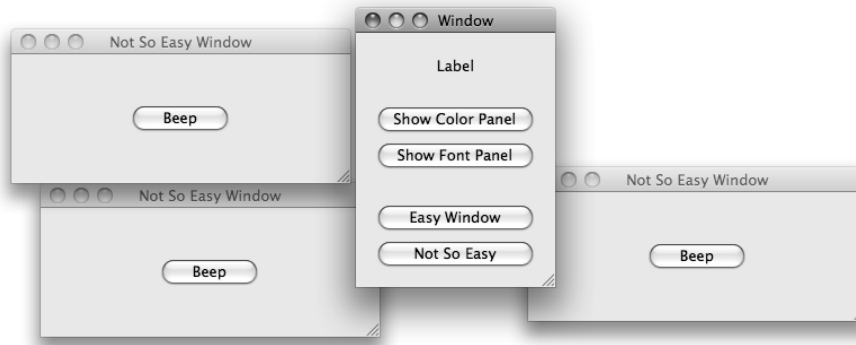 Not So Easy Window
Beep
Window
Label
Show Color Panel
Show Font Panel
Easy Window
Not So Easy
Not So Easy Window
Beep
Not So Easy Window
Beep